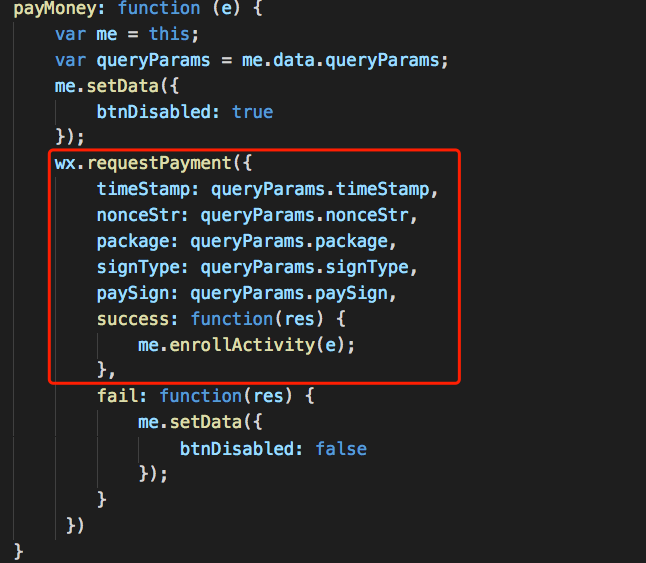 payMoney: function (e) {
    var me = this;
    var queryParams = me.data.queryParams;
    me.setData({
        btnDisabled: true
    });
    wx.requestPayment({
        timeStamp: queryParams.timeStamp,
        nonceStr: queryParams.nonceStr,
        package: queryParams.package,
        signType: queryParams.signType,
        paySign: queryParams.paySign,
        success: function(res) {
            me.enrollActivity(e);
        },
        fail: function(res) {
            me.setData({
                btnDisabled: false
            });
        }
     })
}